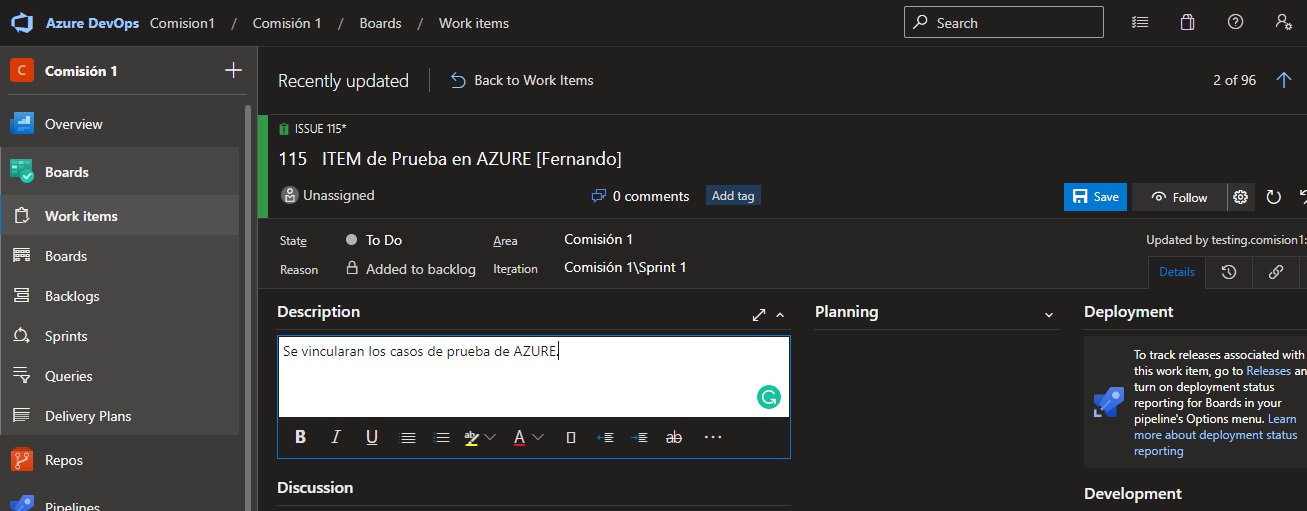 Azure DevOps Comision1 / Comisión 1 / Boards / Work items Search
C Comisión 1
Overview
Boards
Work items
Boards
Backlogs
Sprints
Queries
Delivery Plans
Repos
Pipelines
Recently updated Back to Work Items 2 of 96
ISSUE 115*
115 ITEM de Prueba en AZURE [Fernando]
Unassigned 0 comments Add tag Save Follow
State To Do Area Comisión 1 Updated by testing.comision1:
Reason Added to backlog Iteration Comisión 1\Sprint 1
Details
Description
Se vincularan los casos de prueba de AZURE.
B I U ab A ab ...
Discussion
Planning
Deployment
To track releases associated with
this work item, go to Releases an
turn on deployment status
reporting for Boards in your
pipeline's Options menu. Learn
more about deployment status
reporting
Development